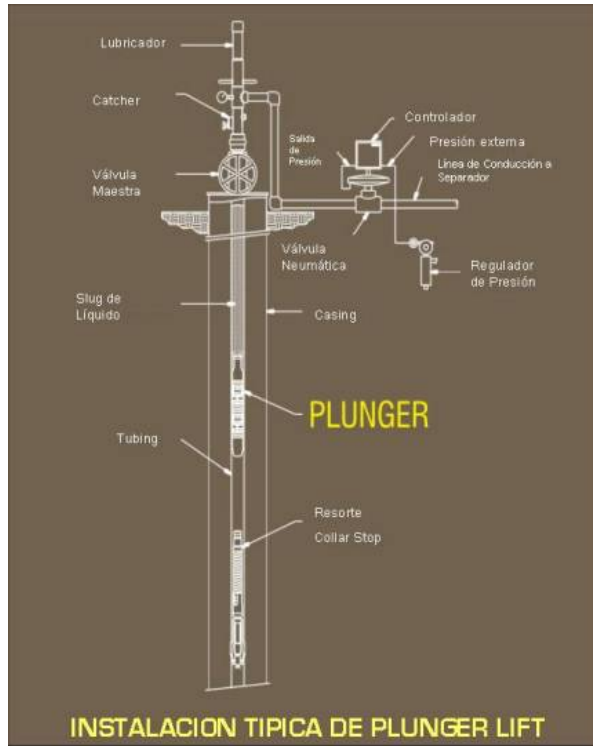 Lubricador
Catcher
Válvula
Maestra
Controlador
Salida
de
Presión
Presión externa
Línea de Conducción a
Separador
Válvula
Neumática
Regulador
de Presión
Slug de
Líquido
Casing
PLUNGER
Tubing
Resorte
Collar Stop
INSTALACION TIPICA DE PLUNGER LIFT